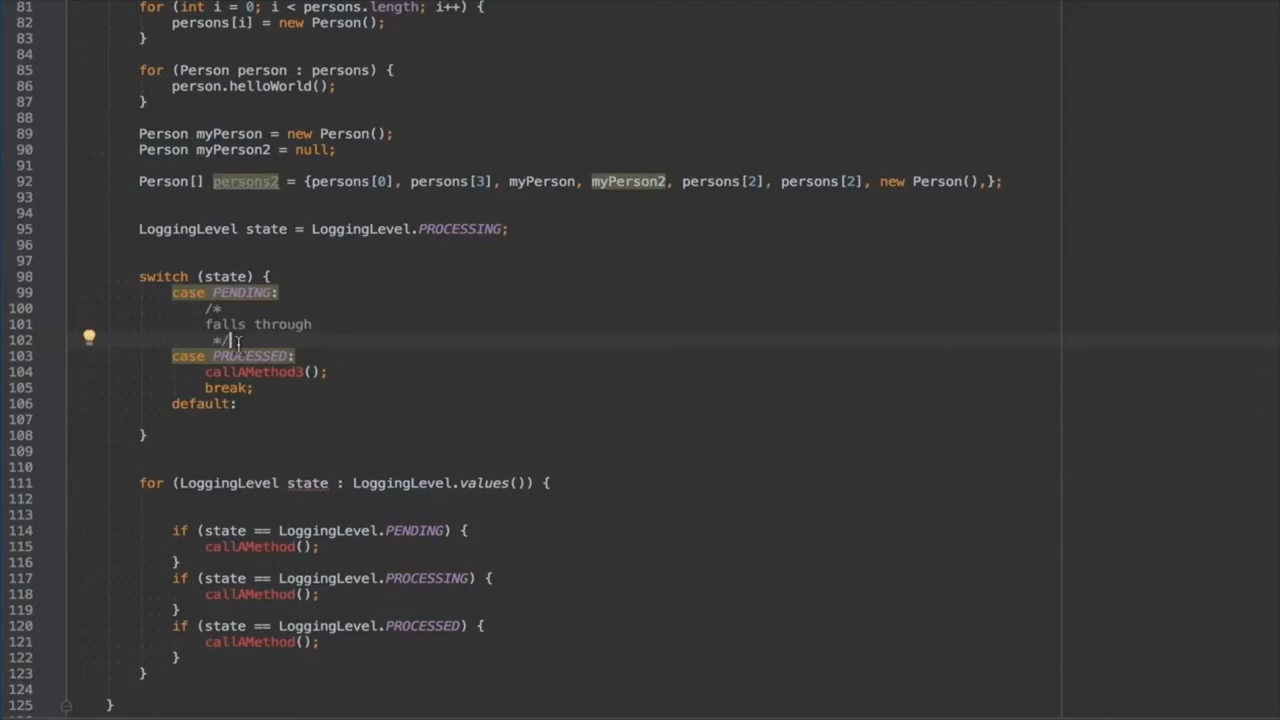 81 for (int i = 0; i < persons.length; i++) {
82 persons[i] = new Person();
83 }
84
85 for (Person person : persons) {
86 person.helloWorld();
87 }
88
89 Person myPerson = new Person();
90 Person myPerson2 = null;
91
92 Person[] persons2 = {persons[0], persons[3], myPerson, myPerson2, persons[2], persons[2], new Person(),};
93
94
95 LoggingLevel state = LoggingLevel.PROCESSING;
96
97
98 switch (state) {
99 case PENDING:
100 /*
101 falls through
102 */
103 case PROCESSED:
104 callAMethod3();
105 break;
106 default:
107
108 }
109
110
111 for (LoggingLevel state : LoggingLevel.values()) {
112
113
114 if (state == LoggingLevel.PENDING) {
115 callAMethod();
116 }
117 if (state == LoggingLevel.PROCESSING) {
118 callAMethod();
119 }
120 if (state == LoggingLevel.PROCESSED) {
121 callAMethod();
122 }
123 }
124
125 }